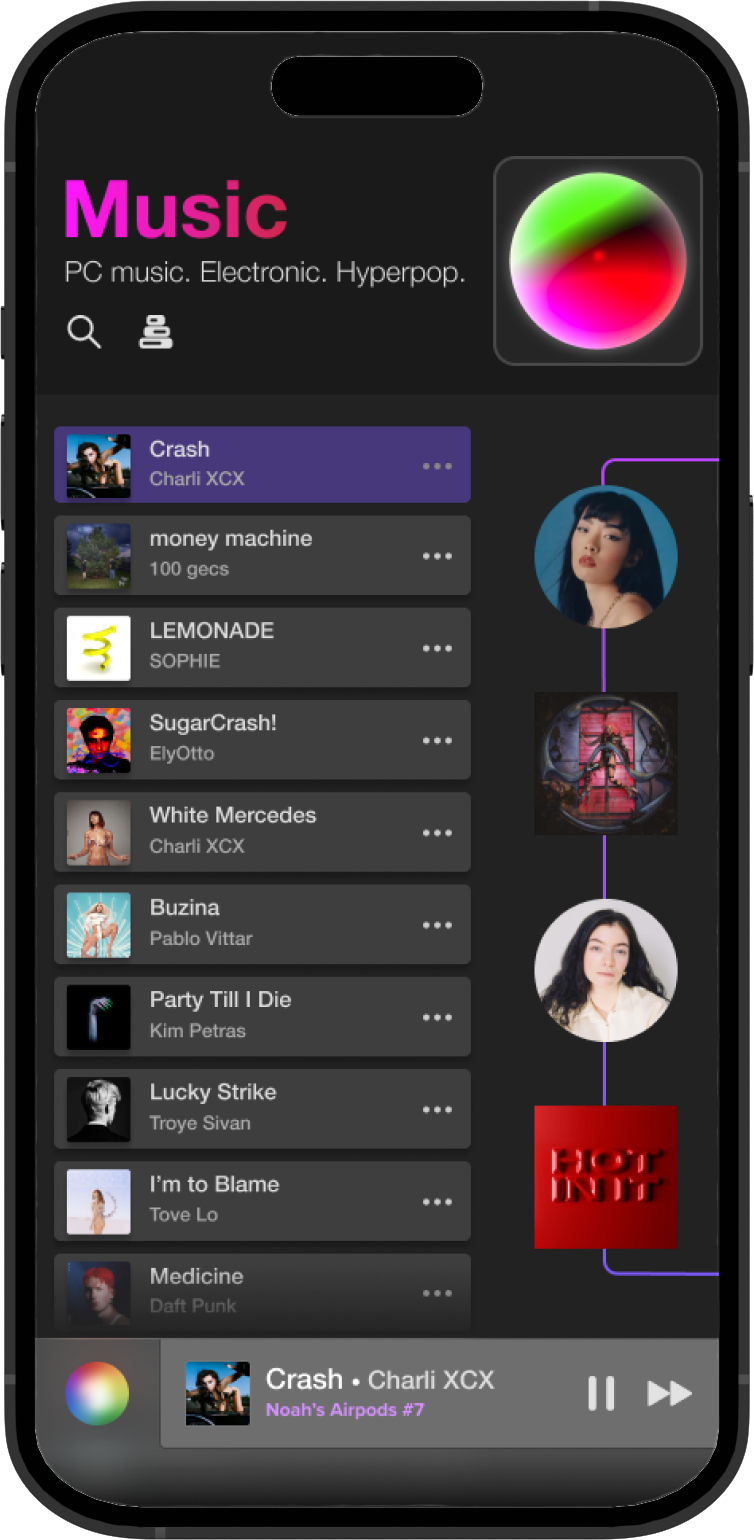 Music
PC music. Electronic. Hyperpop.
Crash
Charli XCX
money machine
100 gecs
LEMONADE
SOPHIE
SugarCrash!
ElyOtto
White Mercedes
Charli XCX
Buzina
Pablo Vittar
Party Till I Die
Kim Petras
Lucky Strike
Troye Sivan
I'm to Blame
Tove Lo
Medicine
Daft Punk
HOT
IN IT
Crash • Charli XCX
Noah's Airpods #7